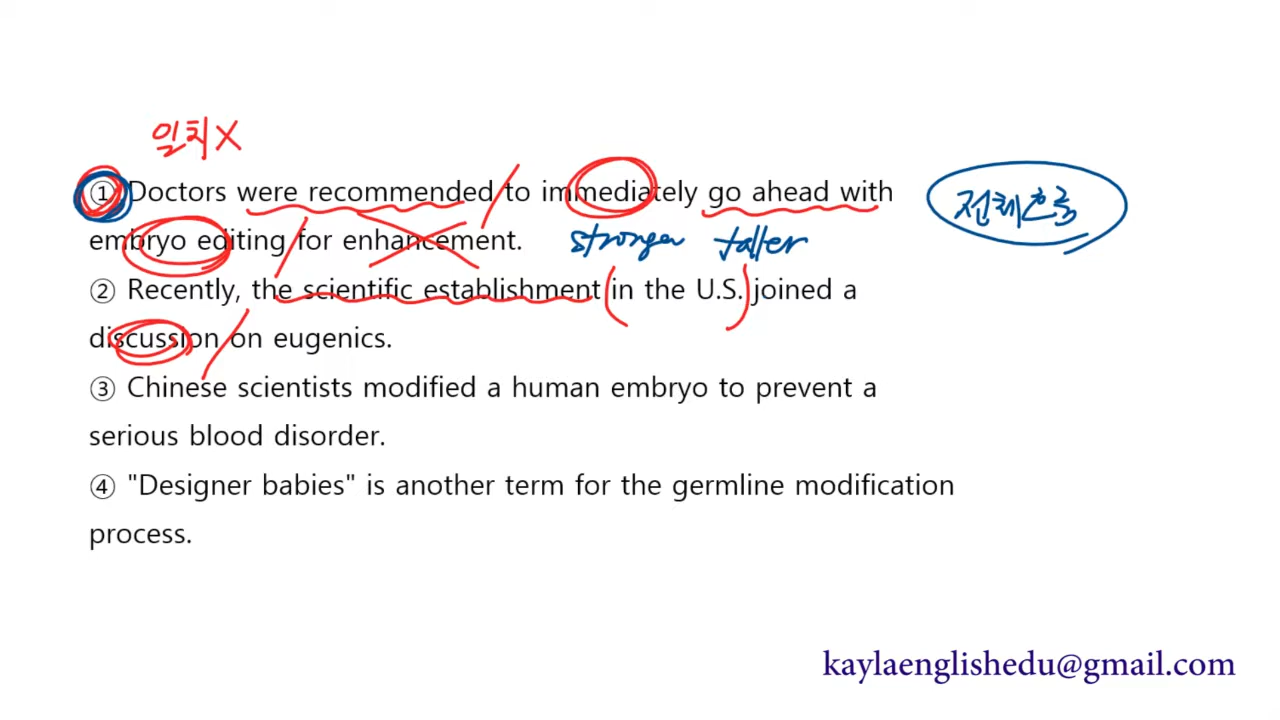 일치X
① Doctors were recommended to immediately go ahead with
전체흐름
embryo editing for enhancement.
stronger taller
② Recently, the scientific establishment in the U.S. joined a
discussion on eugenics.
③ Chinese scientists modified a human embryo to prevent a
serious blood disorder.
④ "Designer babies" is another term for the germline modification
process.
kaylaenglishedu@gmail.com